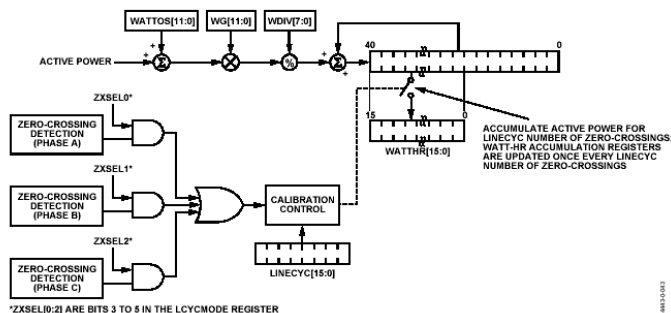 WATTOS[11:0]
WG[11:0]
WDIV[7:0]
ACTIVE POWER
+
+
Σ
×
%
+
Σ
+
40
0
15
0
WATTHR[15:0]
ACCUMULATE ACTIVE POWER FOR
LINECYC NUMBER OF ZERO-CROSSINGS;
WATT-HR ACCUMULATION REGISTERS
ARE UPDATED ONCE EVERY LINECYC
NUMBER OF ZERO-CROSSINGS
ZXSEL0*
ZERO-CROSSING
DETECTION
(PHASE A)
ZXSEL1*
ZERO-CROSSING
DETECTION
(PHASE B)
ZXSEL2*
ZERO-CROSSING
DETECTION
(PHASE C)
CALIBRATION
CONTROL
LINECYC[15:0]
*ZXSEL[0:2] ARE BITS 3 TO 5 IN THE LCYCMODE REGISTER